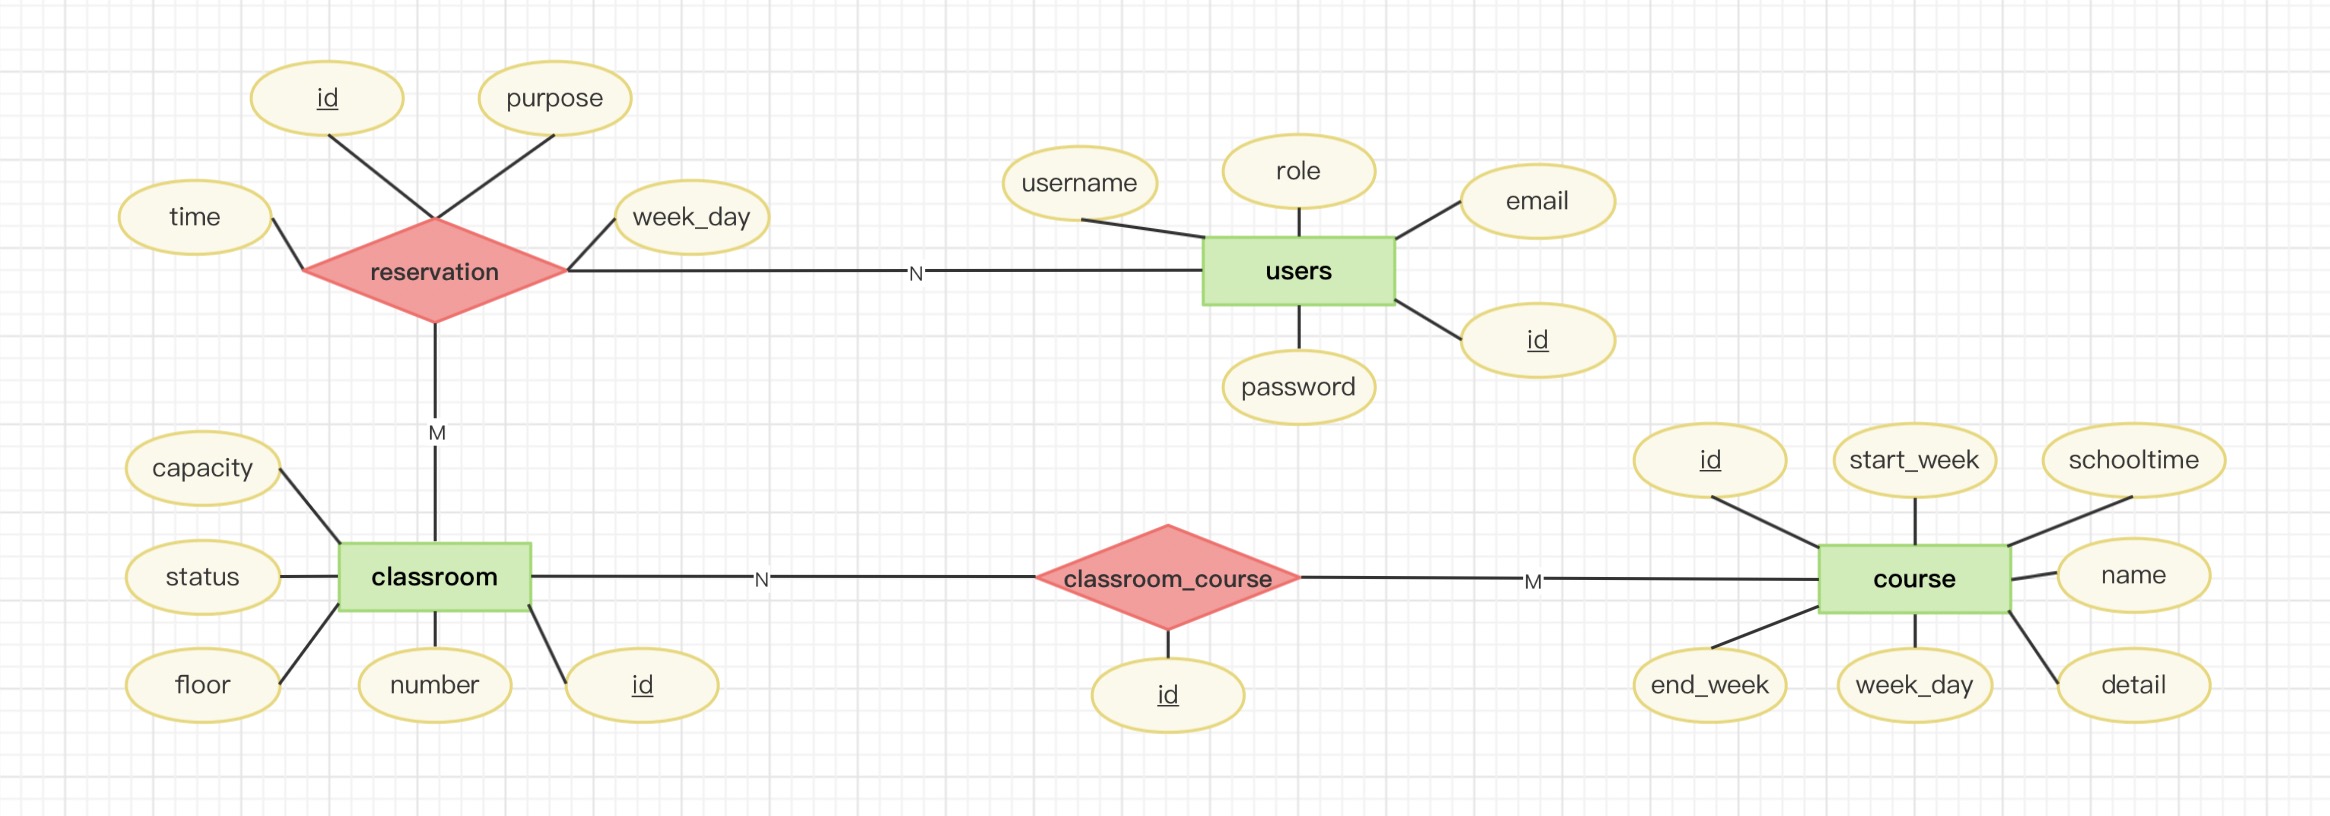 id
purpose
time
week_day
reservation
N
username
role
email
users
id
password
M
capacity
status
classroom
floor
number
id
N
classroom_course
id
M
id
start_week
schooltime
course
name
end_week
week_day
detail